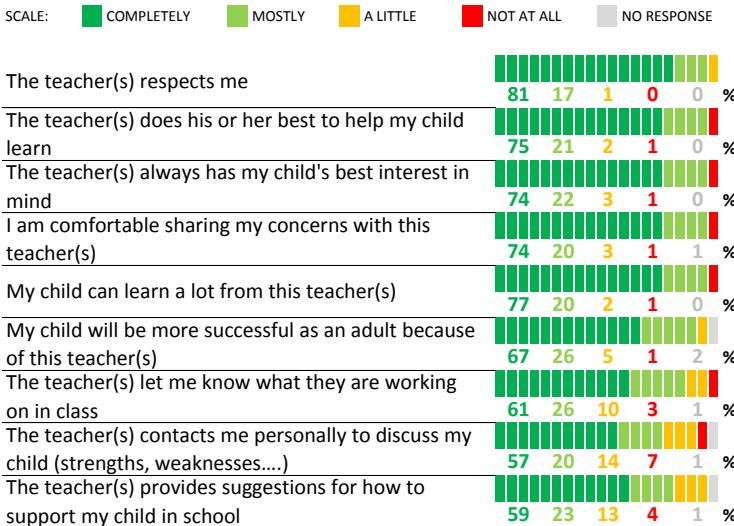 SCALE: COMPLETELY MOSTLY A LITTLE NOT AT ALL NO RESPONSE
The teacher(s) respects me
81 17 1 0 0 %
The teacher(s) does his or her best to help my child
learn
75 21 2 1 0 %
The teacher(s) always has my child's best interest in
mind
74 22 3 1 0 %
I am comfortable sharing my concerns with this
teacher(s)
74 20 3 1 1 %
My child can learn a lot from this teacher(s)
77 20 2 1 0 %
My child will be more successful as an adult because
of this teacher(s)
67 26 5 1 2 %
The teacher(s) let me know what they are working
on in class
61 26 10 3 1 %
The teacher(s) contacts me personally to discuss my
child (strengths, weaknesses....)
57 20 14 7 1 %
The teacher(s) provides suggestions for how to
support my child in school
59 23 13 4 1 %